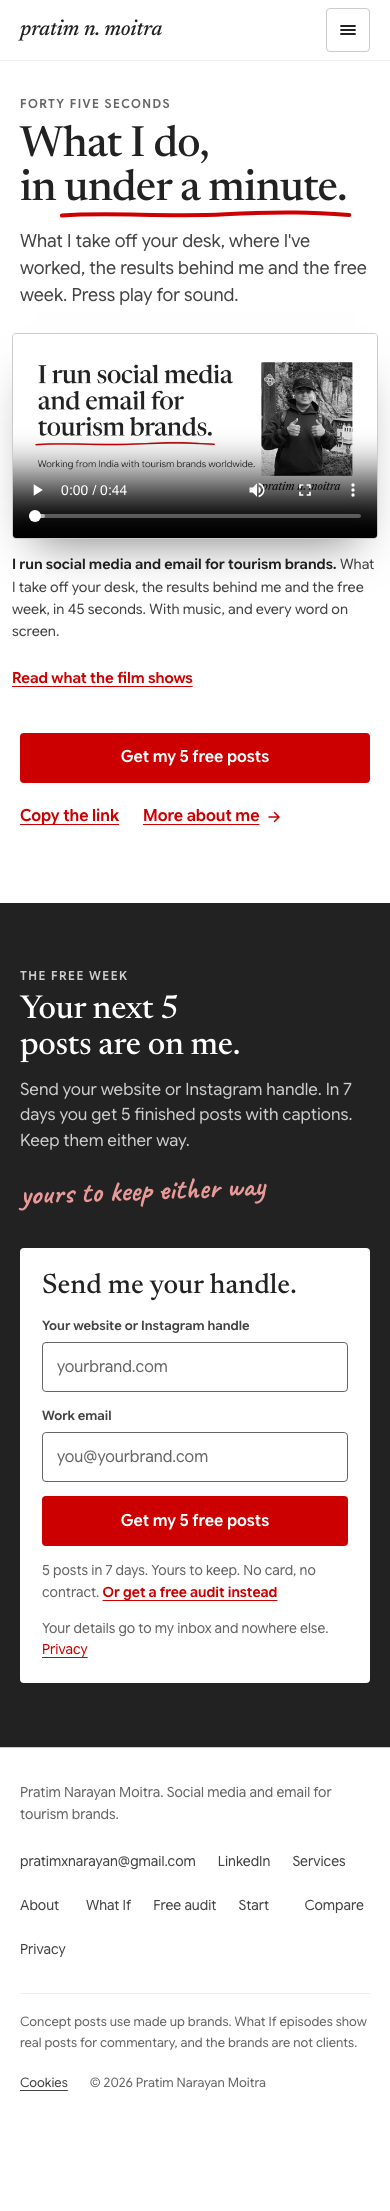 pratim n. moitra
FORTY FIVE SECONDS
What I do,
in under a minute.
What I take off your desk, where I've
worked, the results behind me and the free
week. Press play for sound.
I run social media
and email for
tourism brands.
Working from India with tourism brands worldwide.
pratim n. moitra
0:00 / 0:44
I run social media and email for tourism brands. What
I take off your desk, the results behind me and the free
week, in 45 seconds. With music, and every word on
screen.
Read what the film shows
Get my 5 free posts
Copy the link More about me →
THE FREE WEEK
Your next 5
posts are on me.
Send your website or Instagram handle. In 7
days you get 5 finished posts with captions.
Keep them either way.
yours to keep either way
Send me your handle.
Your website or Instagram handle
yourbrand.com
Work email
you@yourbrand.com
Get my 5 free posts
5 posts in 7 days. Yours to keep. No card, no
contract. Or get a free audit instead
Your details go to my inbox and nowhere else.
Privacy
Pratim Narayan Moitra. Social media and email for
tourism brands.
pratimxnarayan@gmail.com LinkedIn Services
About What If Free audit Start Compare
Privacy
Concept posts use made up brands. What If episodes show
real posts for commentary, and the brands are not clients.
Cookies © 2026 Pratim Narayan Moitra